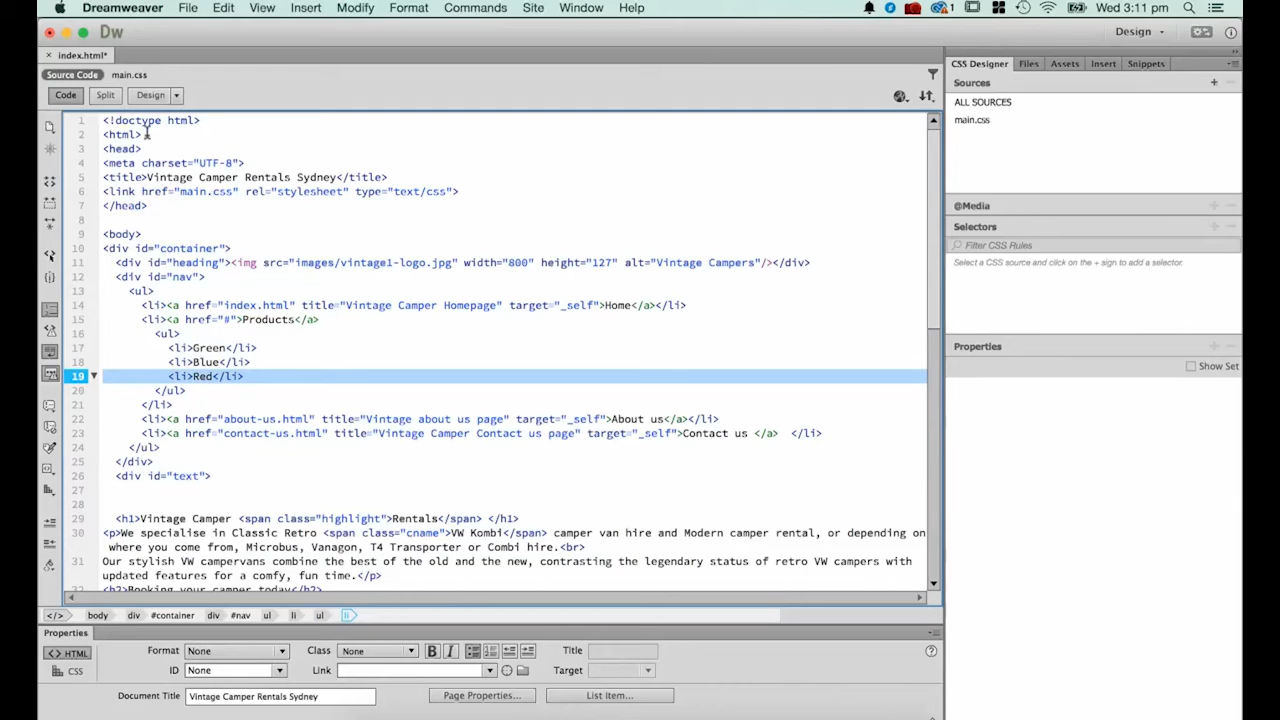 Dreamweaver File Edit View Insert Modify Format Commands Site Window Help 1 Wed 3:11 pm
Dw Design
× index.html*
Source Code main.css
Code Split Design
1 <!doctype html>
2 <html>
3 <head>
4 <meta charset="UTF-8">
5 <title>Vintage Camper Rentals Sydney</title>
6 <link href="main.css" rel="stylesheet" type="text/css">
7 </head>
8
9 <body>
10 <div id="container">
11 <div id="heading"><img src="images/vintage1-logo.jpg" width="800" height="127" alt="Vintage Campers"/></div>
12 <div id="nav">
13 <ul>
14 <li><a href="index.html" title="Vintage Camper Homepage" target="_self">Home</a></li>
15 <li><a href="#">Products</a>
16 <ul>
17 <li>Green</li>
18 <li>Blue</li>
19 <li>Red</li>
20 </ul>
21 </li>
22 <li><a href="about-us.html" title="Vintage about us page" target="_self">About us</a></li>
23 <li><a href="contact-us.html" title="Vintage Camper Contact us page" target="_self">Contact us </a> </li>
24 </ul>
25 </div>
26 <div id="text">
27
28
29 <h1>Vintage Camper <span class="highlight">Rentals</span> </h1>
30 <p>We specialise in Classic Retro <span class="cname">VW Kombi</span> camper van hire and Modern camper rental, or depending on
where you come from, Microbus, Vanagon, T4 Transporter or Combi hire.<br>
31 Our stylish VW campervans combine the best of the old and the new, contrasting the legendary status of retro VW campers with
updated features for a comfy, fun time.</p>
32 <h2>Booking your camper today</h2>
</> body div #container div #nav ul li ul li
Properties
<> HTML Format None Class None B I Title
CSS ID None Link Target
Document Title Vintage Camper Rentals Sydney Page Properties... List Item...
CSS Designer Files Assets Insert Snippets
Sources
ALL SOURCES
main.css
@Media
Selectors
Filter CSS Rules
Select a CSS source and click on the + sign to add a selector.
Properties
Show Set